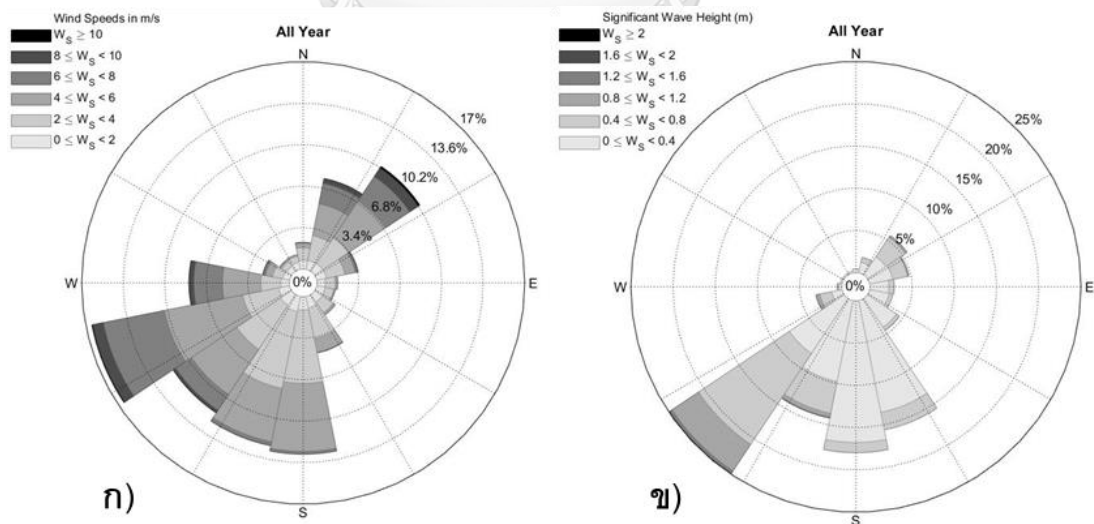 Wind Speeds in m/s
W_S ≥ 10
8 ≤ W_S < 10
6 ≤ W_S < 8
4 ≤ W_S < 6
2 ≤ W_S < 4
0 ≤ W_S < 2
All Year
N
17%
13.6%
10.2%
6.8%
3.4%
0%
W
E
S
ก)
Significant Wave Height (m)
W_S ≥ 2
1.6 ≤ W_S < 2
1.2 ≤ W_S < 1.6
0.8 ≤ W_S < 1.2
0.4 ≤ W_S < 0.8
0 ≤ W_S < 0.4
All Year
N
25%
20%
15%
10%
5%
0%
W
E
S
ข)